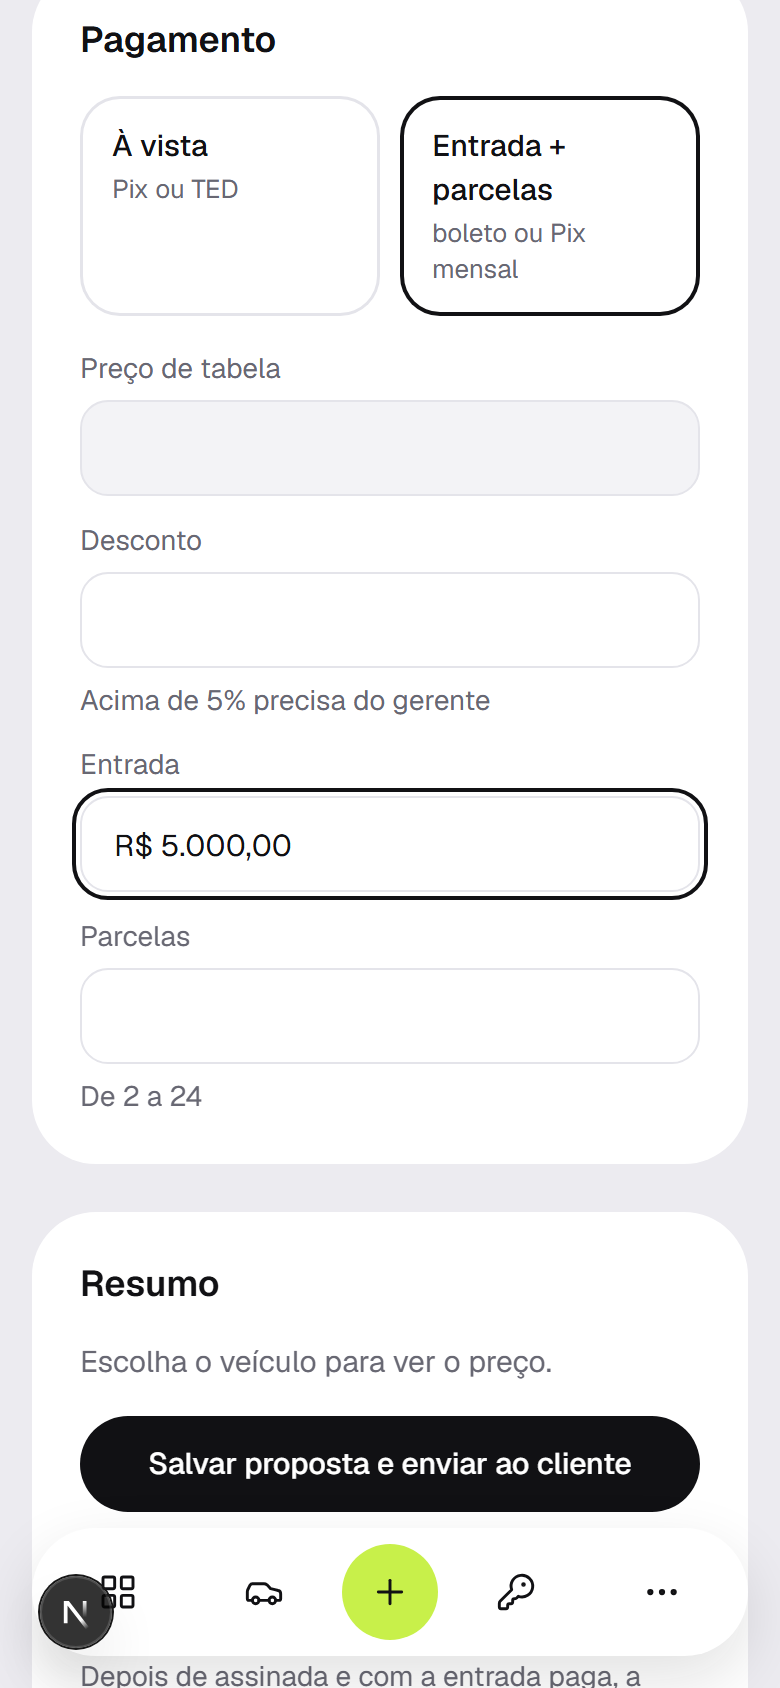 Pagamento
À vista
Pix ou TED
Entrada +
parcelas
boleto ou Pix
mensal
Preço de tabela
Desconto
Acima de 5% precisa do gerente
Entrada
R$ 5.000,00
Parcelas
De 2 a 24
Resumo
Escolha o veículo para ver o preço.
Salvar proposta e enviar ao cliente
N
Depois de assinada e com a entrada paga, a